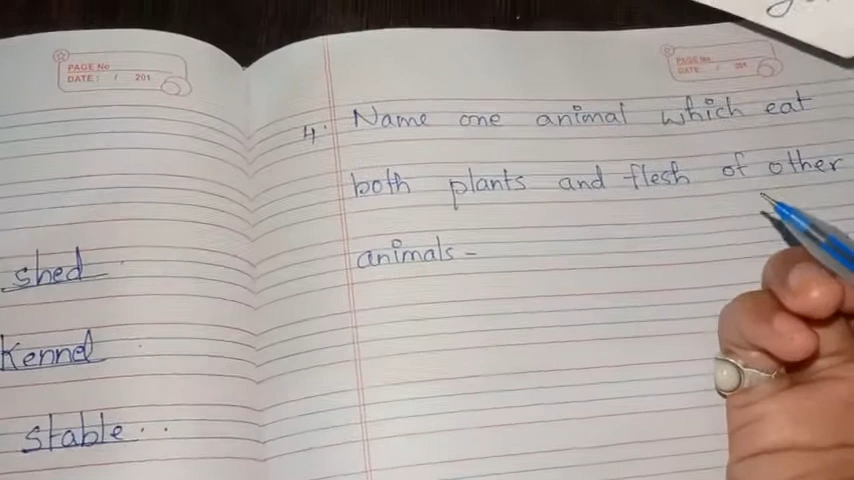 PAGE No
DATE: / 201
shed
Kennel
stable..
PAGE No
DATE: / 201
4. Name one animal which eat
both plants and flesh of other
animals -